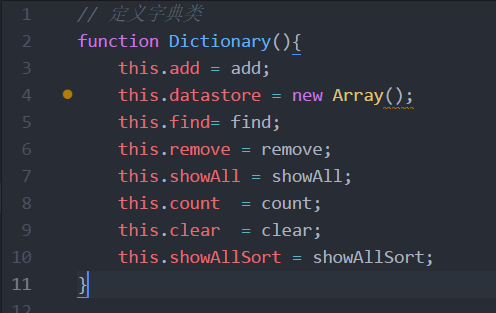 1 // 定义字典类
2 function Dictionary(){
3 this.add = add;
4 this.datastore = new Array();
5 this.find= find;
6 this.remove = remove;
7 this.showAll = showAll;
8 this.count  = count;
9 this.clear  = clear;
10 this.showAllSort = showAllSort;
11 }
12